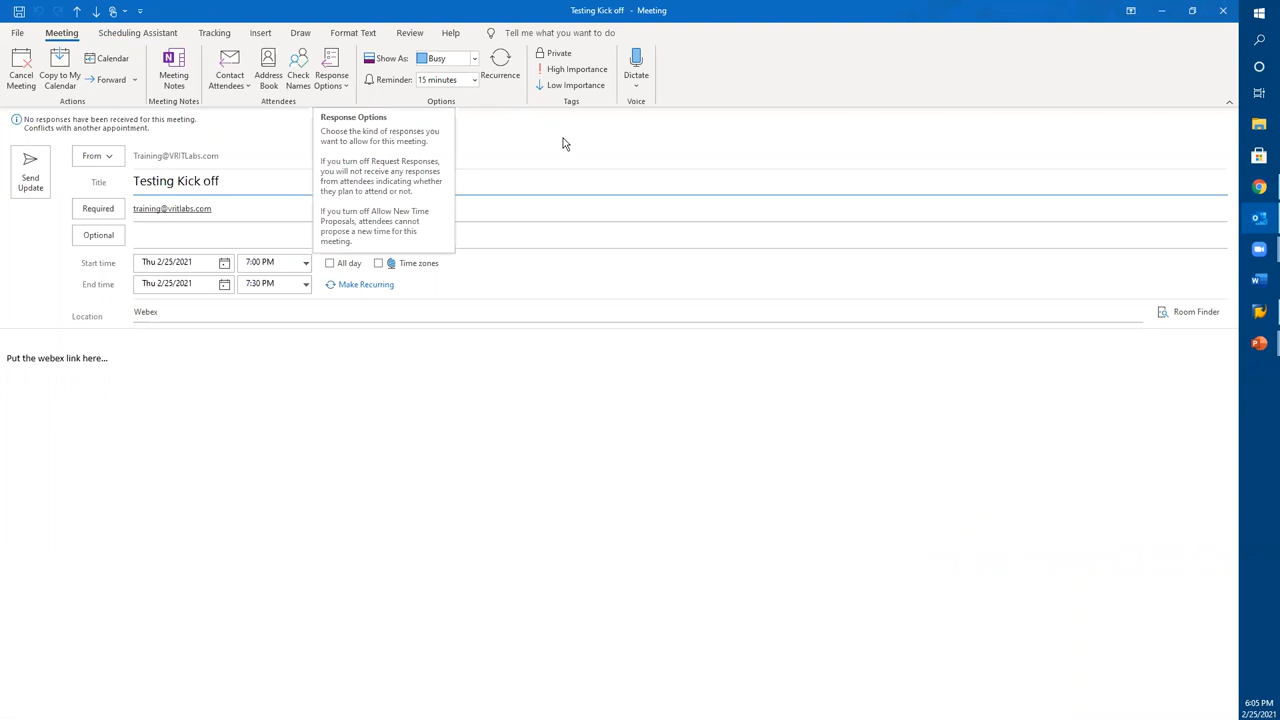 Testing Kick off - Meeting
File Meeting Scheduling Assistant Tracking Insert Draw Format Text Review Help Tell me what you want to do
Cancel Meeting
Copy to My Calendar
Calendar
Forward
Actions
Meeting Notes
Meeting Notes
Contact Attendees
Address Book
Check Names
Response Options
Attendees
Show As: Busy
Reminder: 15 minutes
Recurrence
Options
Private
High Importance
Low Importance
Tags
Dictate
Voice
No responses have been received for this meeting.
Conflicts with another appointment.
Response Options
Choose the kind of responses you
want to allow for this meeting.
If you turn off Request Responses,
you will not receive any responses
from attendees indicating whether
they plan to attend or not.
If you turn off Allow New Time
Proposals, attendees cannot
propose a new time for this
meeting.
Send
Update
From Training@VRITLabs.com
Title Testing Kick off
Required training@vritlabs.com
Optional
Start time Thu 2/25/2021 7:00 PM All day Time zones
End time Thu 2/25/2021 7:30 PM Make Recurring
Location Webex Room Finder
Put the webex link here...
6:05 PM
2/25/2021